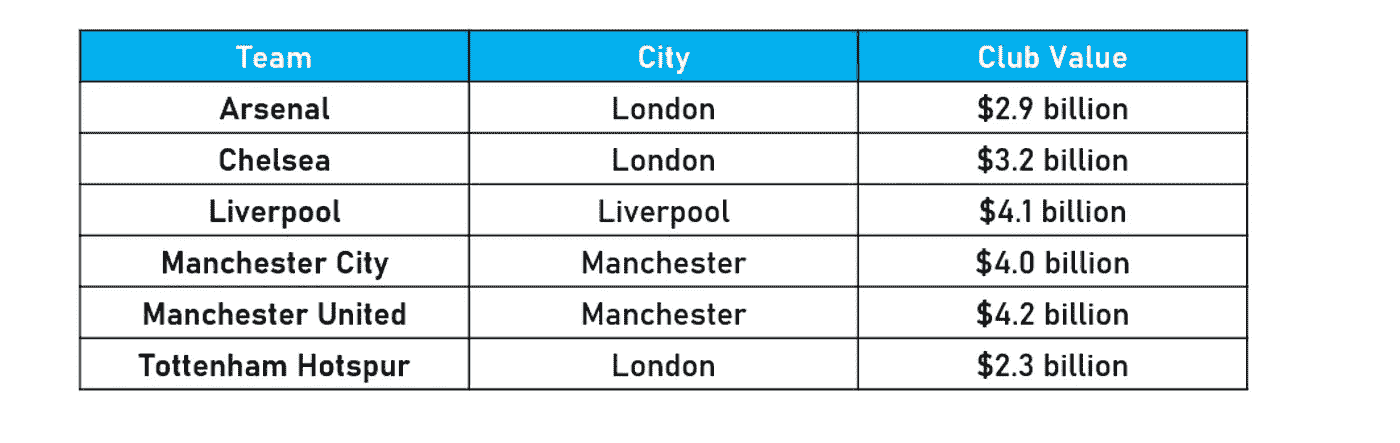 Team City Club Value
Arsenal London $2.9 billion
Chelsea London $3.2 billion
Liverpool Liverpool $4.1 billion
Manchester City Manchester $4.0 billion
Manchester United Manchester $4.2 billion
Tottenham Hotspur London $2.3 billion